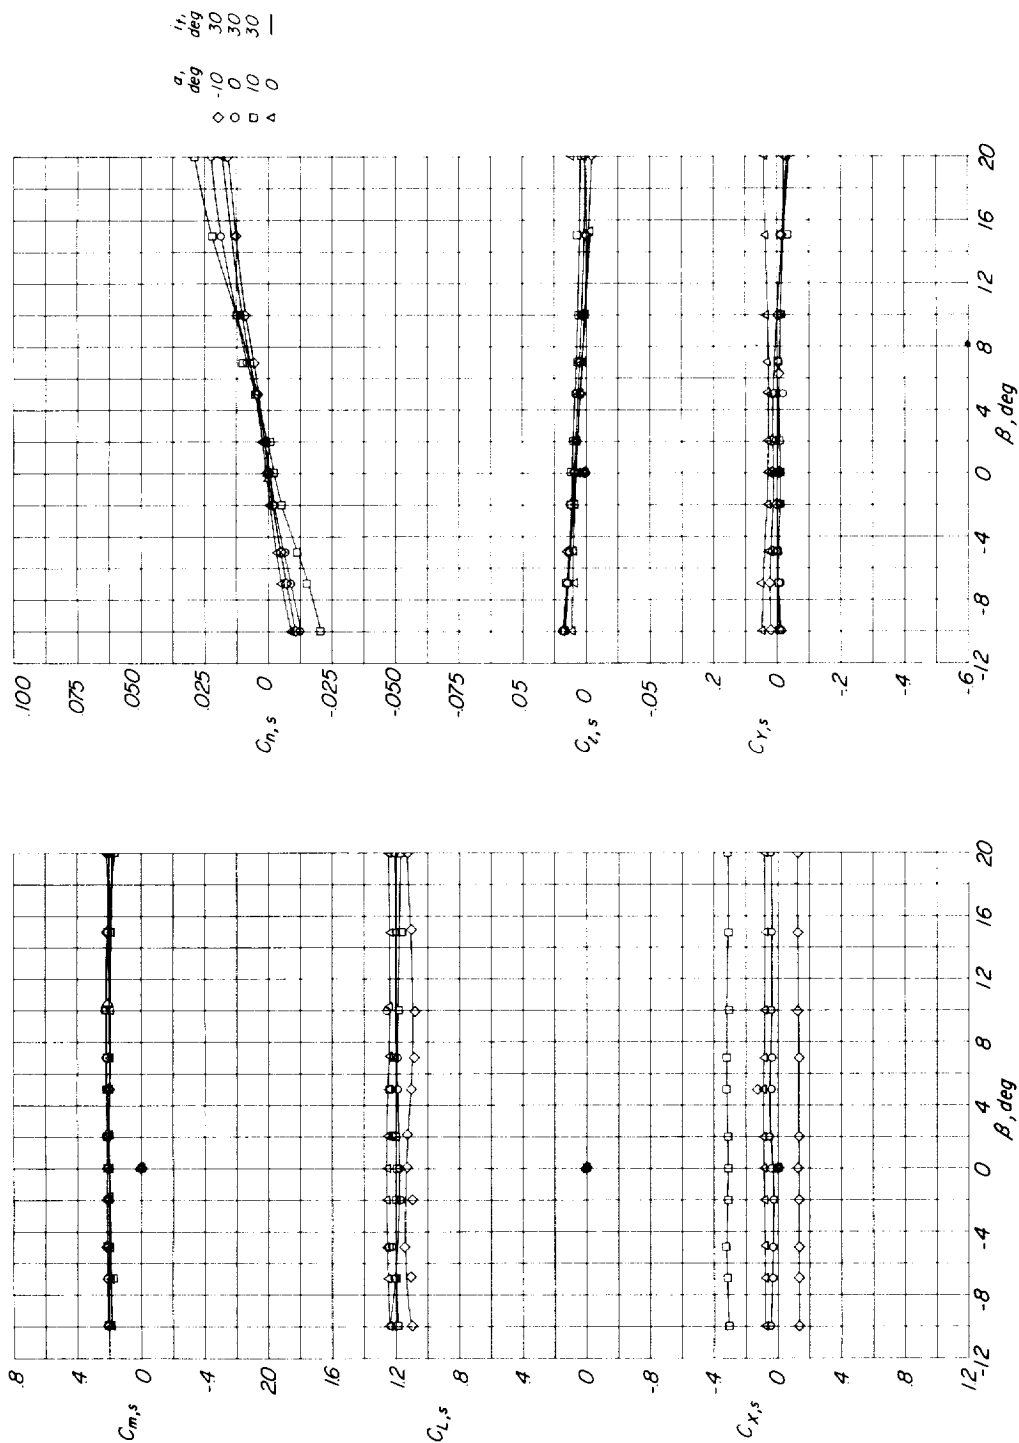 α, deg
i_t, deg
◇ -10 30
○ 0 30
□ 10 30
△ 0 —
.100
.075
.050
.025
0
-.025
-.050
-.075
C_n,s
.05
0
-.05
C_l,s
.2
0
-.2
-.4
-.6
C_Y,s
-12 -8 -4 0 4 8 12 16 20
β, deg
.8
.4
0
-.4
C_m,s
2.0
1.6
1.2
.8
.4
0
-.4
C_L,s
-.8
-.4
0
.4
.8
1.2
C_X,s
-12 -8 -4 0 4 8 12 16 20
β, deg